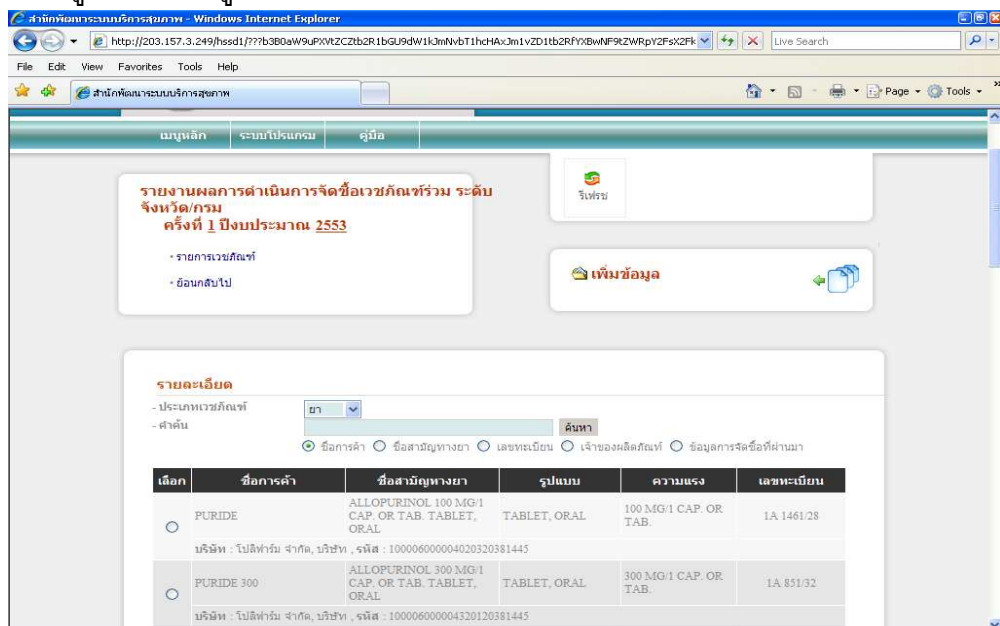 สำนักพัฒนาระบบบริการสุขภาพ - Windows Internet Explorer
Live Search
File Edit View Favorites Tools Help
สำนักพัฒนาระบบบริการสุขภาพ
Page Tools
เมนูหลัก ระบบโปรแกรม คู่มือ
รายงานผลการดำเนินการจัดซื้อเวชภัณฑ์ร่วม ระดับ
จังหวัด/กรม
ครั้งที่ 1 ปีงบประมาณ 2553
รายการเวชภัณฑ์
ย้อนกลับไป
รีเฟรช
เพิ่มข้อมูล
รายละเอียด
- ประเภทเวชภัณฑ์ ยา
- คำค้น ค้นหา
ชื่อการค้า ชื่อสามัญทางยา เลขทะเบียน เจ้าของผลิตภัณฑ์ ข้อมูลการจัดซื้อที่ผ่านมา
เลือก ชื่อการค้า ชื่อสามัญทางยา รูปแบบ ความแรง เลขทะเบียน
PURIDE ALLOPURINOL 100 MG/1 CAP. OR TAB. TABLET, ORAL TABLET, ORAL 100 MG/1 CAP. OR TAB. 1A 1461/28
บริษัท : โปลิฟาร์ม จำกัด, บริษัท , รหัส : 100006000004020320381445
PURIDE 300 ALLOPURINOL 300 MG/1 CAP. OR TAB. TABLET, ORAL TABLET, ORAL 300 MG/1 CAP. OR TAB. 1A 851/32
บริษัท : โปลิฟาร์ม จำกัด, บริษัท , รหัส : 100006000004320120381445